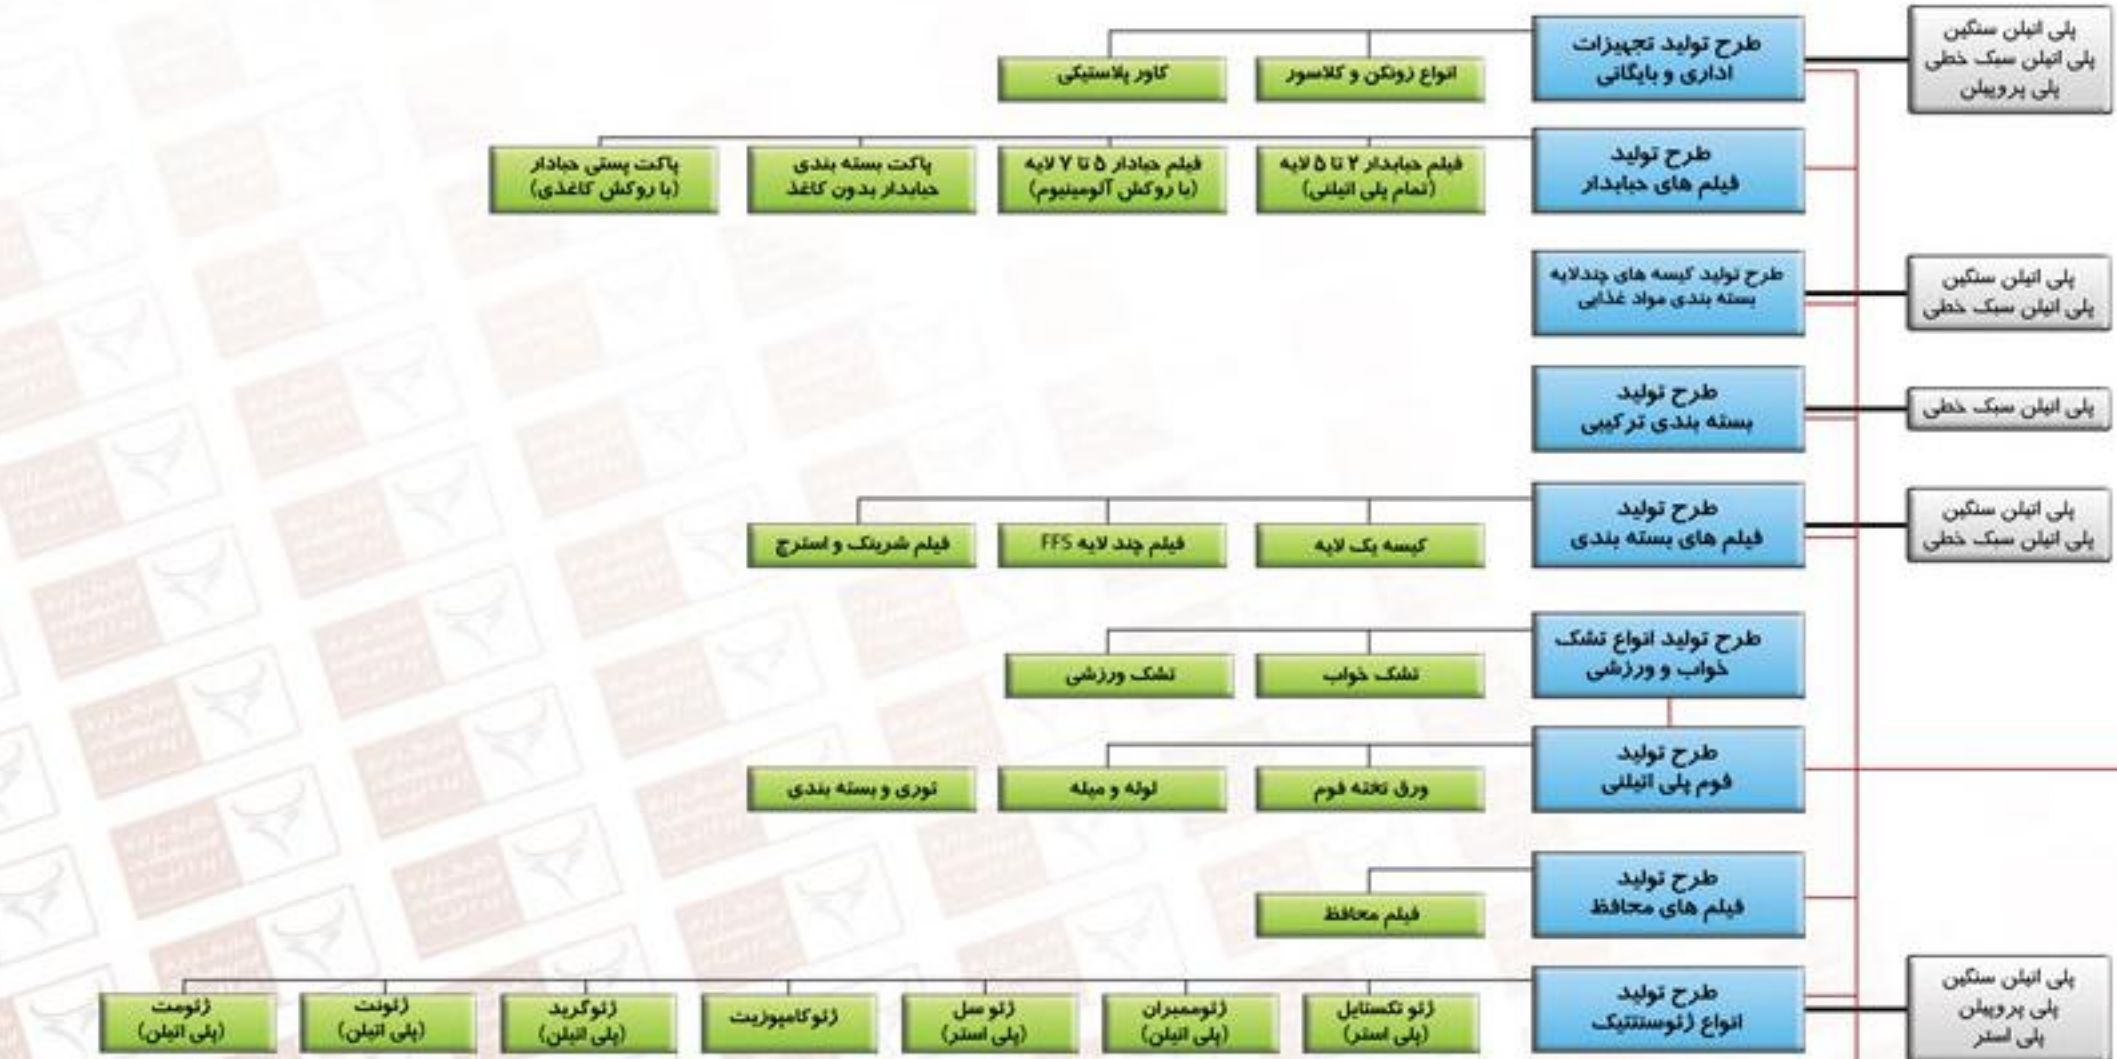 پلی اتیلن سنگین
پلی اتیلن سبک خطی
پلی پروپیلن
طرح تولید تجهیزات
اداری و بایگانی
انواع زونکن و کلاسور
کاور پلاستیکی
طرح تولید
فیلم های حبابدار
فیلم حبابدار ۲ تا ۵ لایه
(تمام پلی اتیلنی)
فیلم حبادار ۵ تا ۷ لایه
(با روکش آلومینیوم)
پاکت بسته بندی
حبابدار بدون کاغذ
پاکت پستی حبادار
(با روکش کاغذی)
پلی اتیلن سنگین
پلی اتیلن سبک خطی
طرح تولید کیسه های چندلایه
بسته بندی مواد غذایی
پلی اتیلن سبک خطی
طرح تولید
بسته بندی ترکیبی
پلی اتیلن سنگین
پلی اتیلن سبک خطی
طرح تولید
فیلم های بسته بندی
کیسه یک لایه
فیلم چند لایه FFS
فیلم شرینک و استرچ
طرح تولید انواع تشک
خواب و ورزشی
تشک خواب
تشک ورزشی
طرح تولید
فوم پلی اتیلنی
ورق تخته فوم
لوله و میله
توری و بسته بندی
طرح تولید
فیلم های محافظ
فیلم محافظ
پلی اتیلن سنگین
پلی پروپیلن
پلی استر
طرح تولید
انواع ژئوسنتتیک
ژئو تکستایل
(پلی استر)
ژئوممبران
(پلی اتیلن)
ژئو سل
(پلی استر)
ژئوکامپوزیت
ژئوگرید
(پلی اتیلن)
ژئونت
(پلی اتیلن)
ژئومت
(پلی اتیلن)